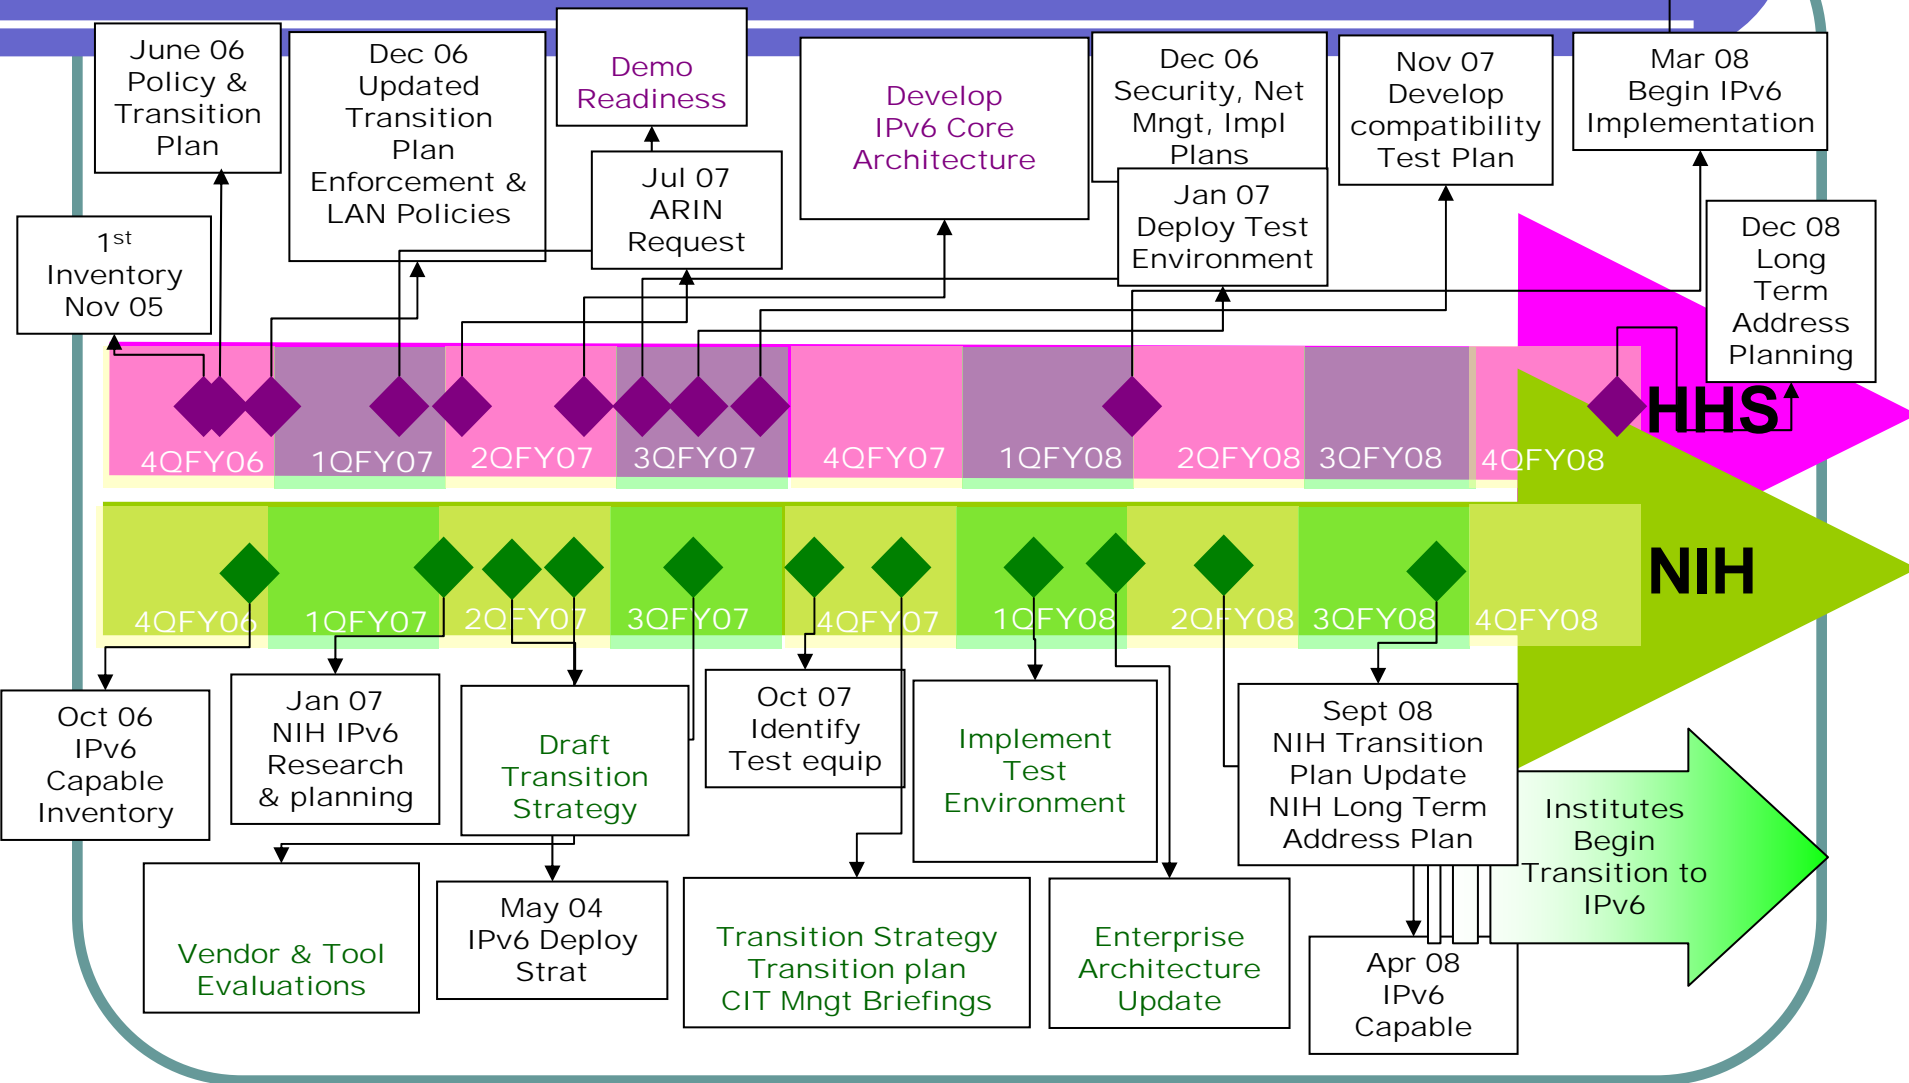 June 06
Policy &
Transition
Plan
Dec 06
Updated
Transition
Plan
Enforcement &
LAN Policies
Demo
Readiness
Jul 07
ARIN
Request
Develop
IPv6 Core
Architecture
Dec 06
Security, Net
Mngt, Impl
Plans
Jan 07
Deploy Test
Environment
Nov 07
Develop
compatibility
Test Plan
Mar 08
Begin IPv6
Implementation
1st
Inventory
Nov 05
Dec 08
Long
Term
Address
Planning
HHS
4QFY06
1QFY07
2QFY07
3QFY07
4QFY07
1QFY08
2QFY08
3QFY08
4QFY08
NIH
4QFY06
1QFY07
2QFY07
3QFY07
4QFY07
1QFY08
2QFY08
3QFY08
4QFY08
Oct 06
IPv6
Capable
Inventory
Jan 07
NIH IPv6
Research
& planning
Draft
Transition
Strategy
Oct 07
Identify
Test equip
Implement
Test
Environment
Sept 08
NIH Transition
Plan Update
NIH Long Term
Address Plan
Institutes
Begin
Transition to
IPv6
Vendor & Tool
Evaluations
May 04
IPv6 Deploy
Strat
Transition Strategy
Transition plan
CIT Mngt Briefings
Enterprise
Architecture
Update
Apr 08
IPv6
Capable